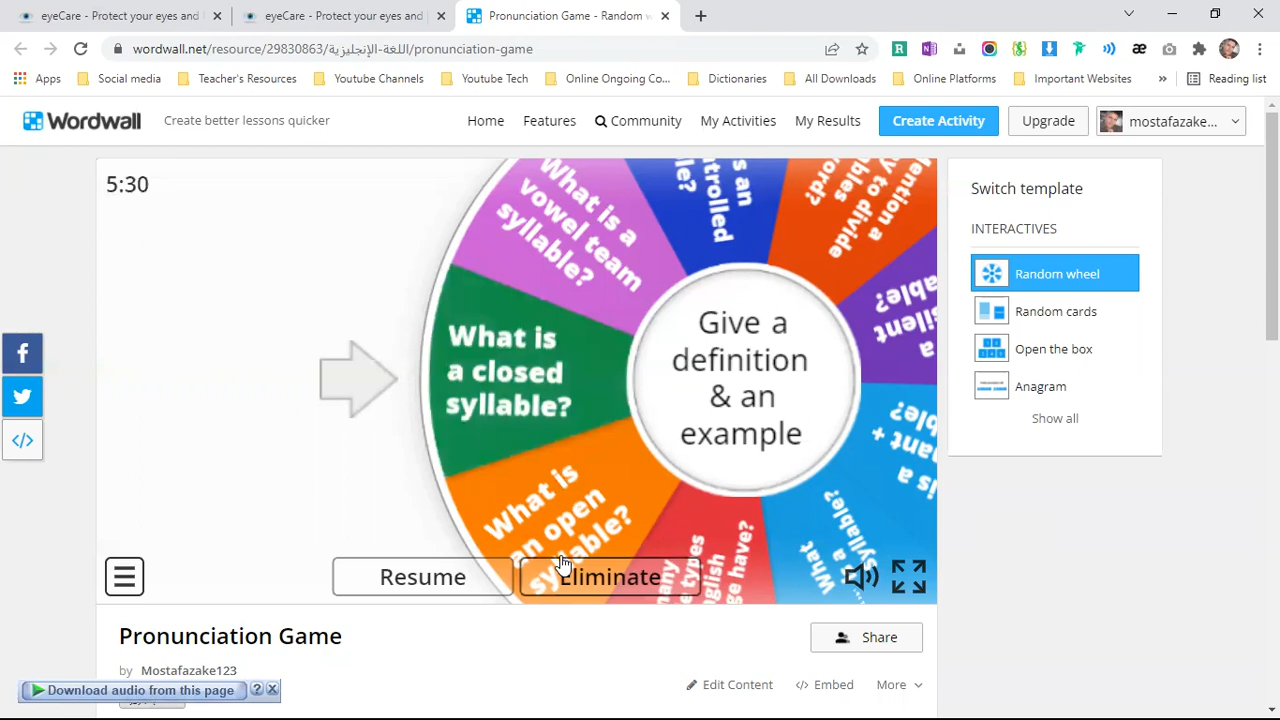 eyeCare - Protect your eyes and
eyeCare - Protect your eyes and
Pronunciation Game - Random w
wordwall.net/resource/29830863/اللغة-الإنجليزية/pronunciation-game
Apps
Social media
Teacher's Resources
Youtube Channels
Youtube Tech
Online Ongoing Co...
Dictionaries
All Downloads
Online Platforms
Important Websites
Reading list
Wordwall
Create better lessons quicker
Home
Features
Community
My Activities
My Results
Create Activity
Upgrade
mostafazake...
5:30
What is a
vowel team
syllable?
What is
a closed
syllable?
What is
an open
syllable?
Give a
definition
& an
example
Resume
Eliminate
Switch template
INTERACTIVES
Random wheel
Random cards
Open the box
Anagram
Show all
Pronunciation Game
Share
by Mostafazake123
Edit Content
Embed
More
Download audio from this page